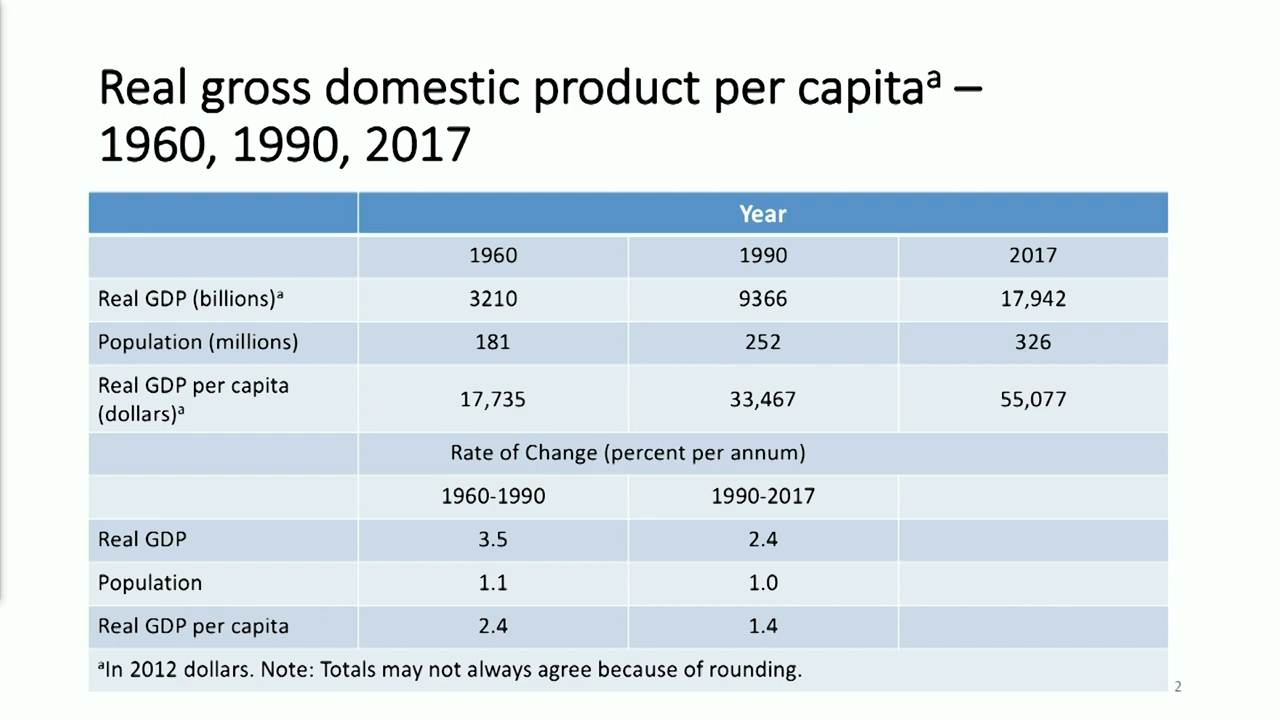 Real gross domestic product per capitaᵃ –
1960, 1990, 2017
Year
1960 1990 2017
Real GDP (billions)ᵃ 3210 9366 17,942
Population (millions) 181 252 326
Real GDP per capita
(dollars)ᵃ 17,735 33,467 55,077
Rate of Change (percent per annum)
1960-1990 1990-2017
Real GDP 3.5 2.4
Population 1.1 1.0
Real GDP per capita 2.4 1.4
ᵃIn 2012 dollars. Note: Totals may not always agree because of rounding.
2